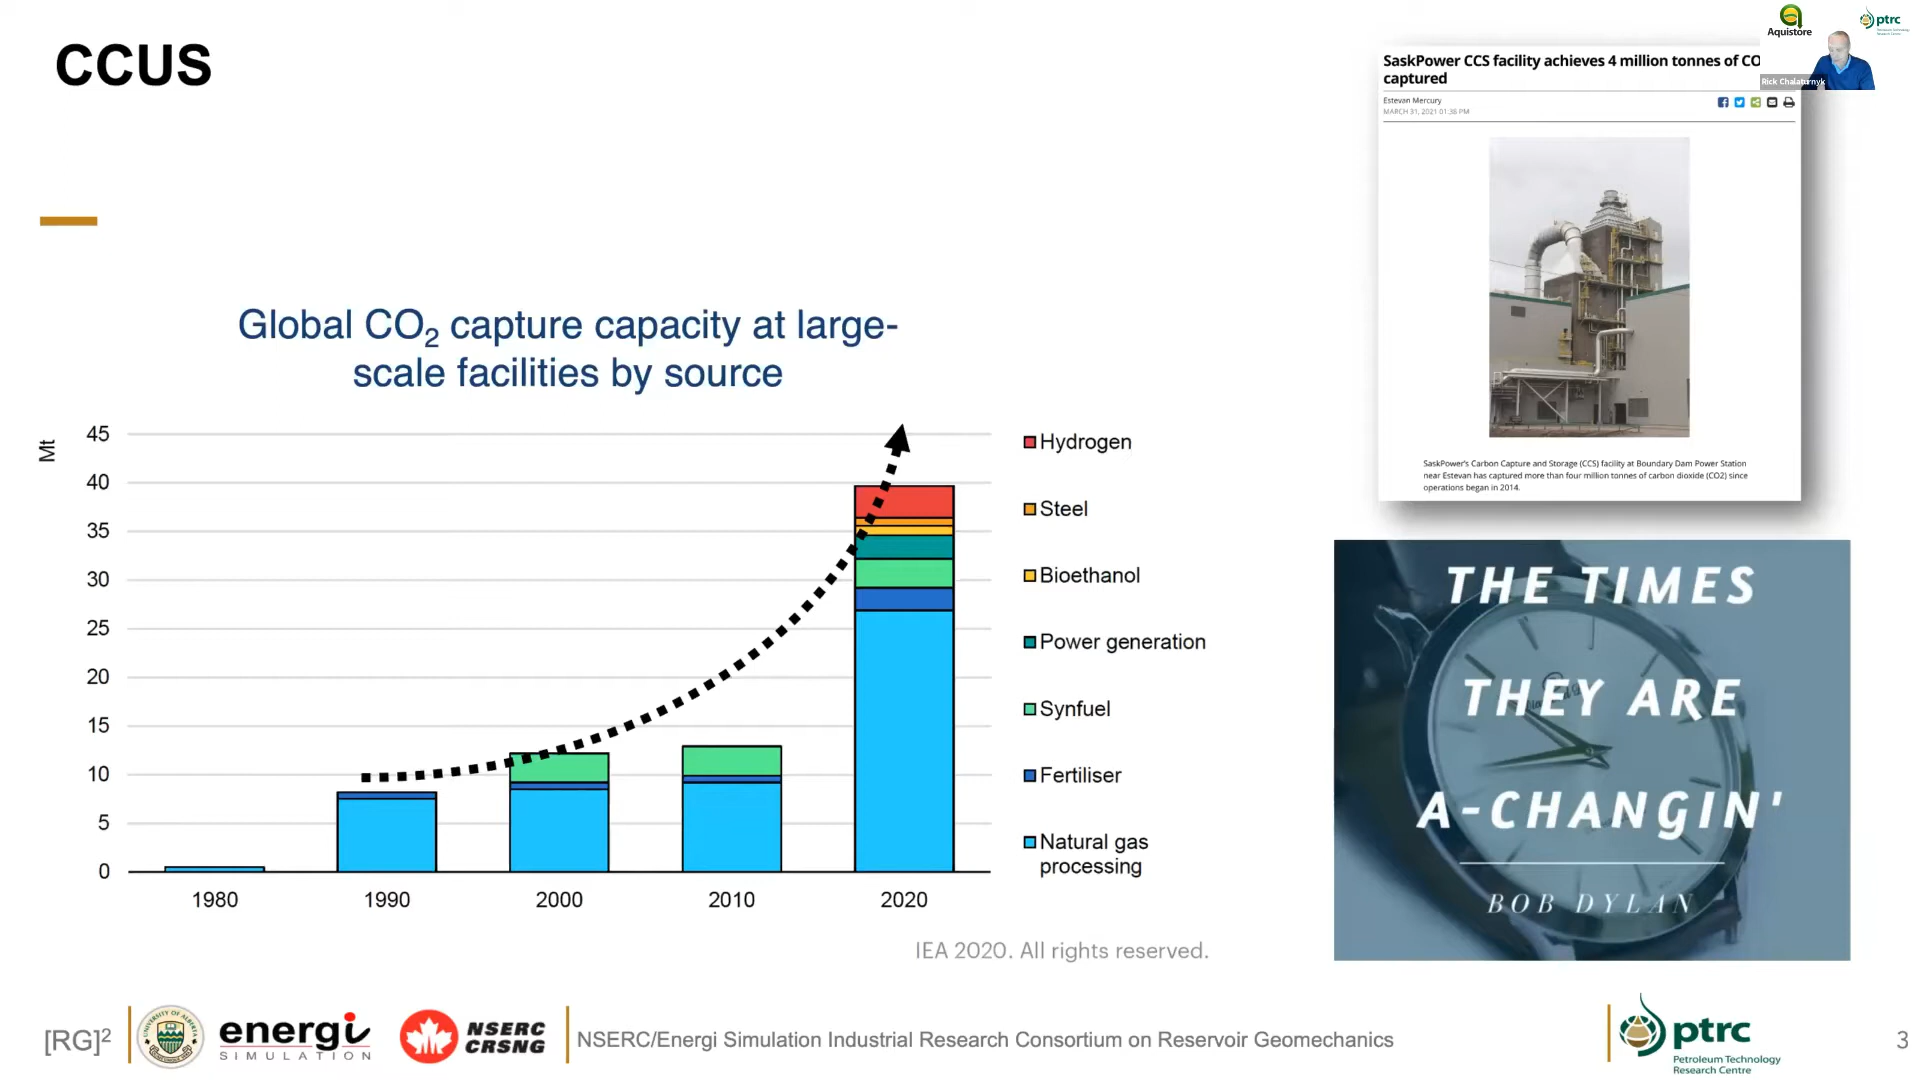 CCUS
Global CO2 capture capacity at large-
scale facilities by source
Mt
45
40
35
30
25
20
15
10
5
0
1980
1990
2000
2010
2020
Hydrogen
Steel
Bioethanol
Power generation
Synfuel
Fertiliser
Natural gas
processing
IEA 2020. All rights reserved.
Aquistore
ptrc
Rick Chalaturnyk
SaskPower CCS facility achieves 4 million tonnes of CO
captured
Estevan Mercury
MARCH 31, 2021 01:36 PM
SaskPower's Carbon Capture and Storage (CCS) facility at Boundary Dam Power Station
near Estevan has captured more than four million tonnes of carbon dioxide (CO2) since
operations began in 2014.
THE TIMES
THEY ARE
A-CHANGIN'
BOB DYLAN
[RG]2
UNIVERSITY OF ALBERTA
energi
SIMULATION
NSERC
CRSNG
NSERC/Energi Simulation Industrial Research Consortium on Reservoir Geomechanics
ptrc
Petroleum Technology
Research Centre
3